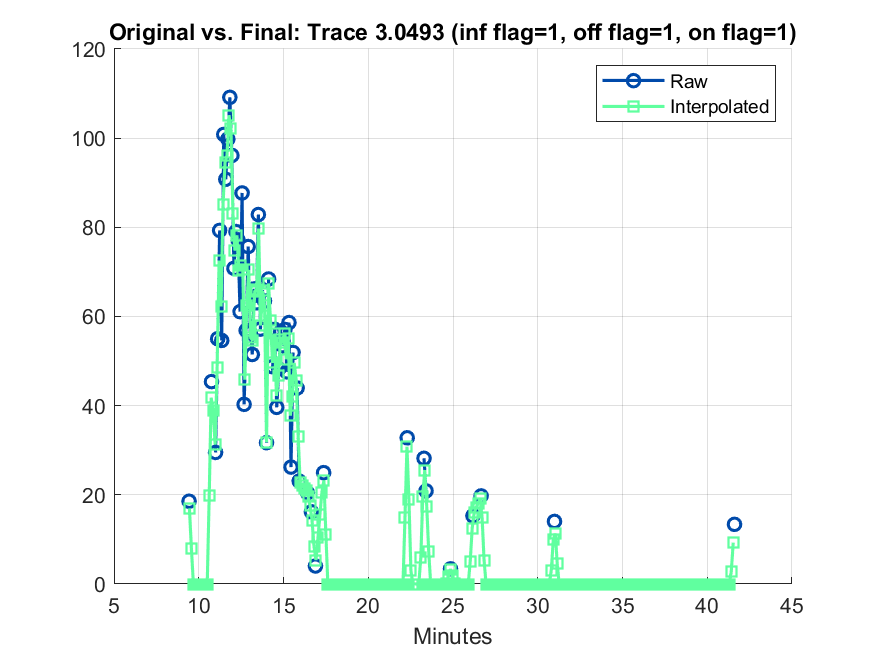 Original vs. Final: Trace 3.0493 (inf flag=1, off flag=1, on flag=1)
120
100
80
60
40
20
0
Raw
Interpolated
5 10 15 20 25 30 35 40 45
Minutes